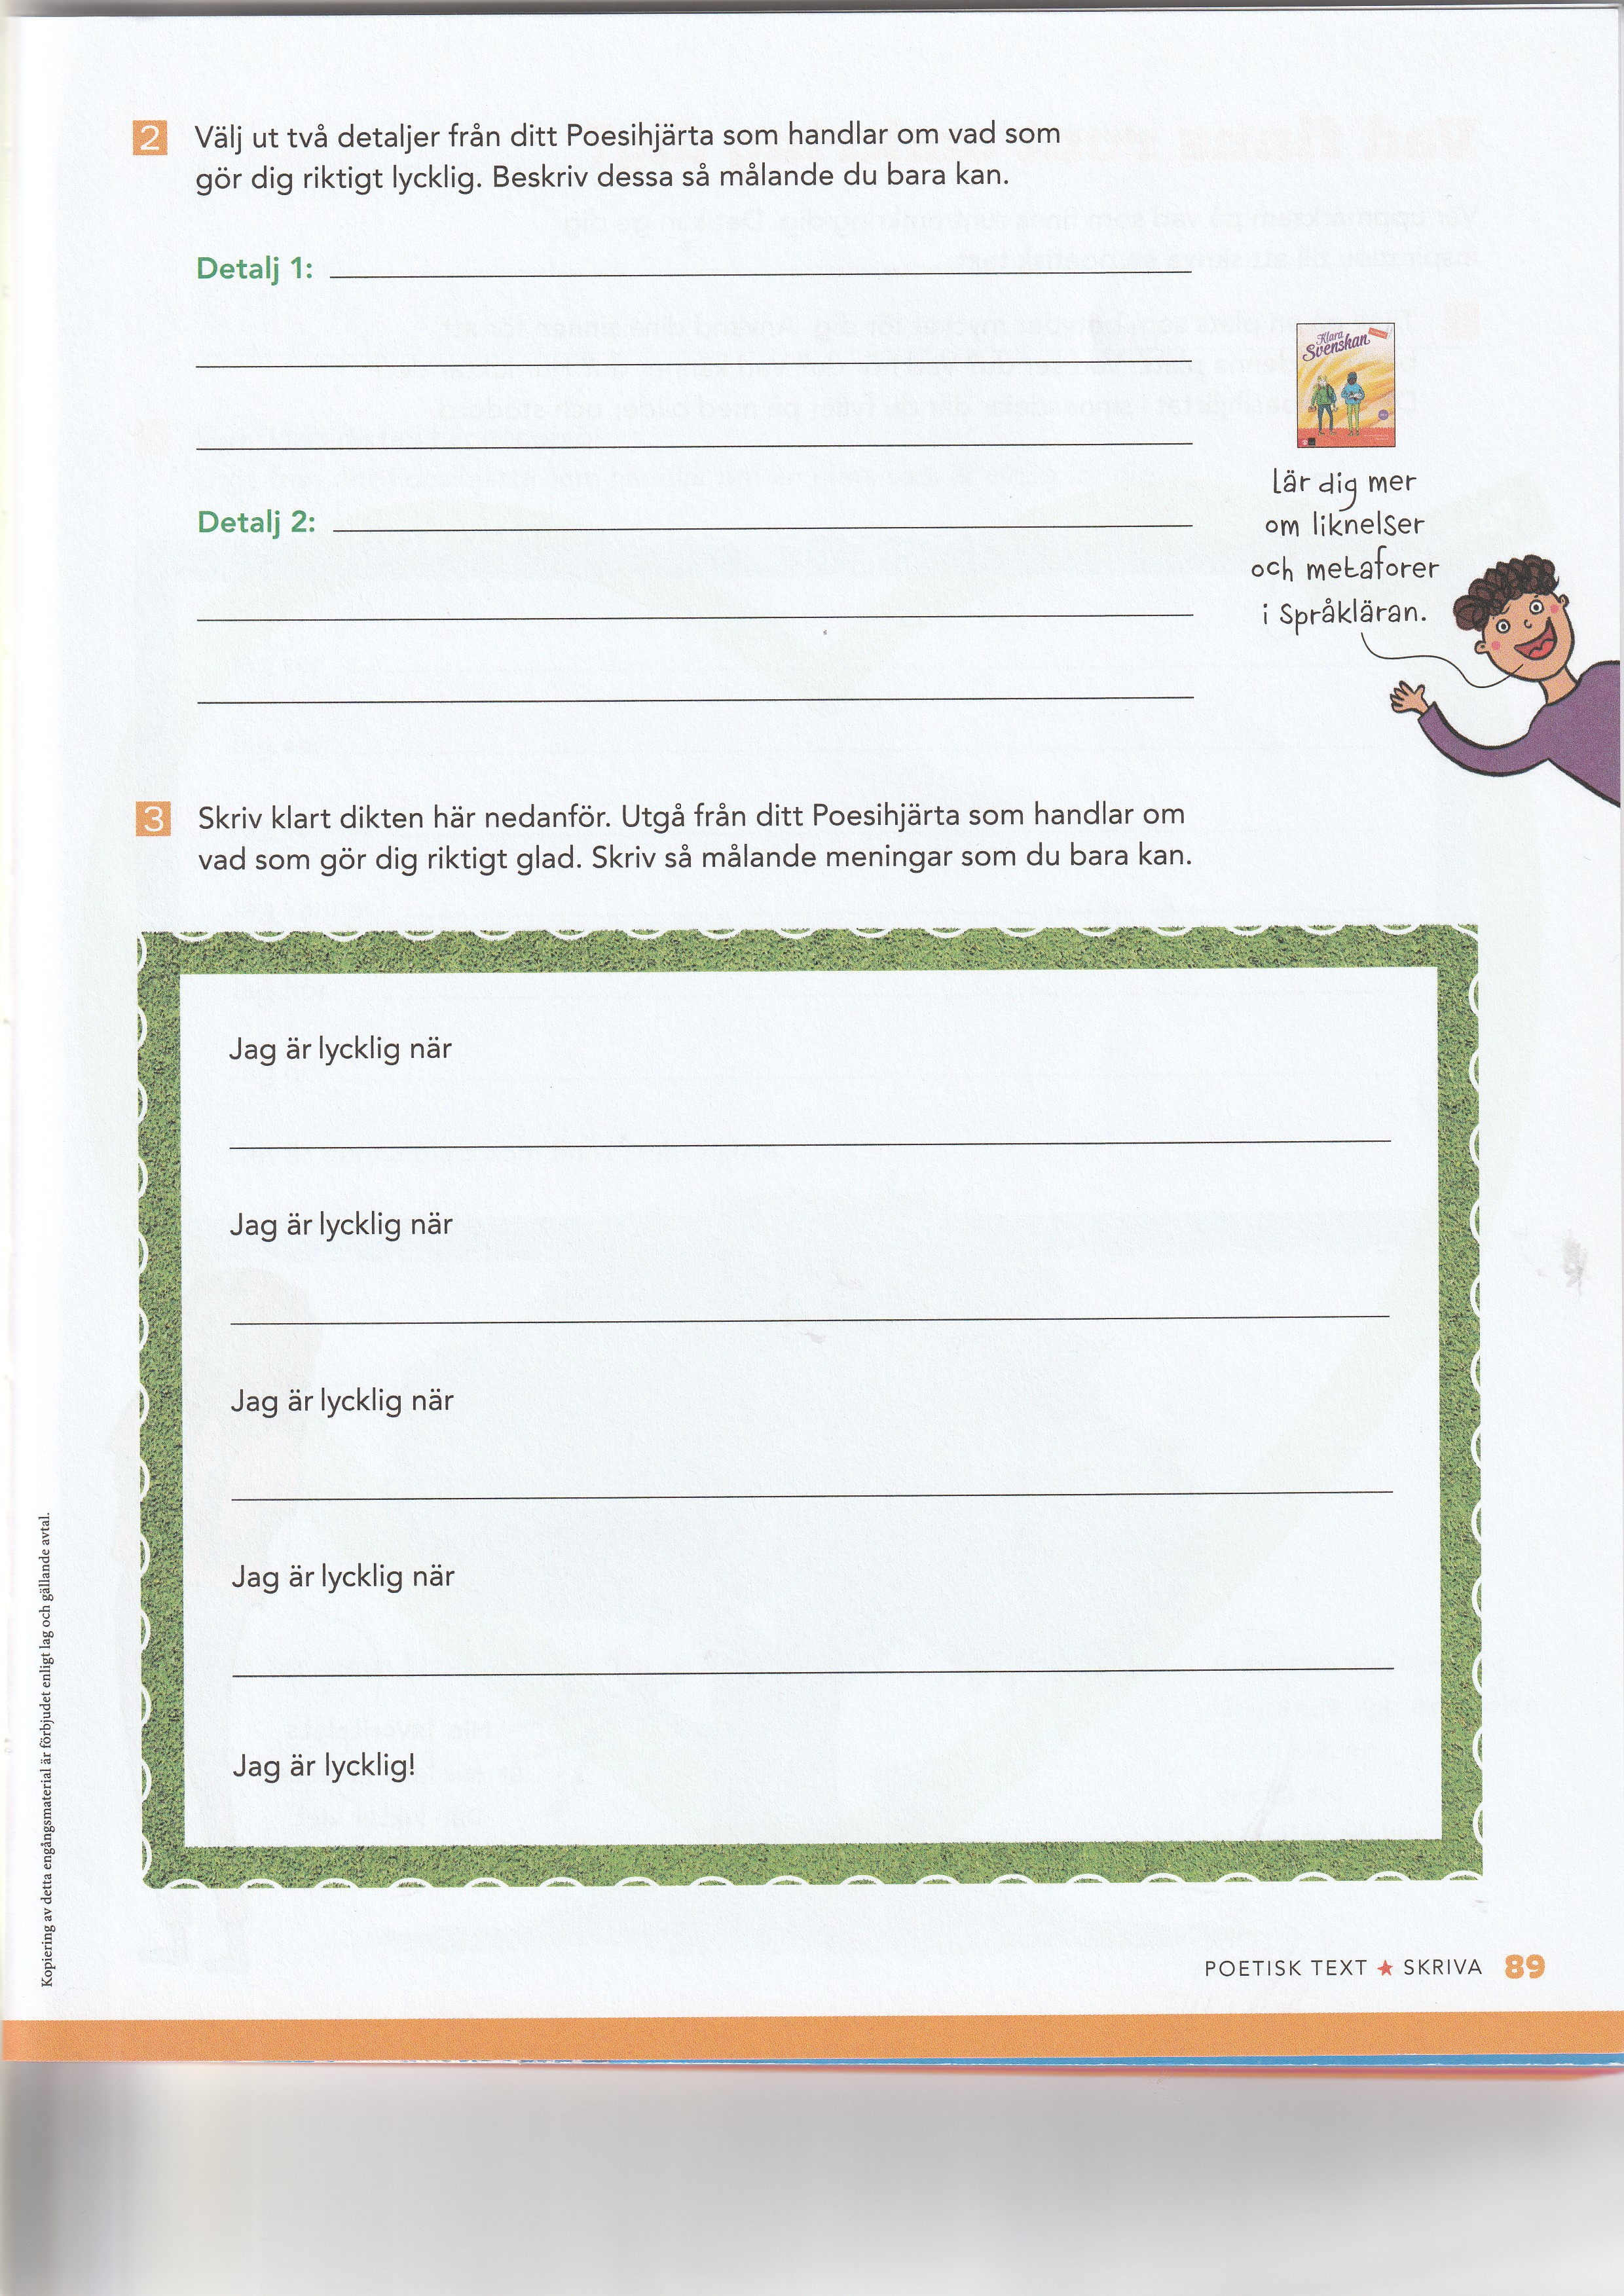 2 Välj ut två detaljer från ditt Poesihjärta som handlar om vad som
gör dig riktigt lycklig. Beskriv dessa så målande du bara kan.
Detalj 1:
Detalj 2:
Klara
Svenskan
Lär dig mer
om liknelser
och metaforer
i Språkläran.
3 Skriv klart dikten här nedanför. Utgå från ditt Poesihjärta som handlar om
vad som gör dig riktigt glad. Skriv så målande meningar som du bara kan.
Jag är lycklig när
Jag är lycklig när
Jag är lycklig när
Jag är lycklig när
Jag är lycklig!
Kopiering av detta engångsmaterial är förbjudet enligt lag och gällande avtal.
POETISK TEXT ★ SKRIVA 89